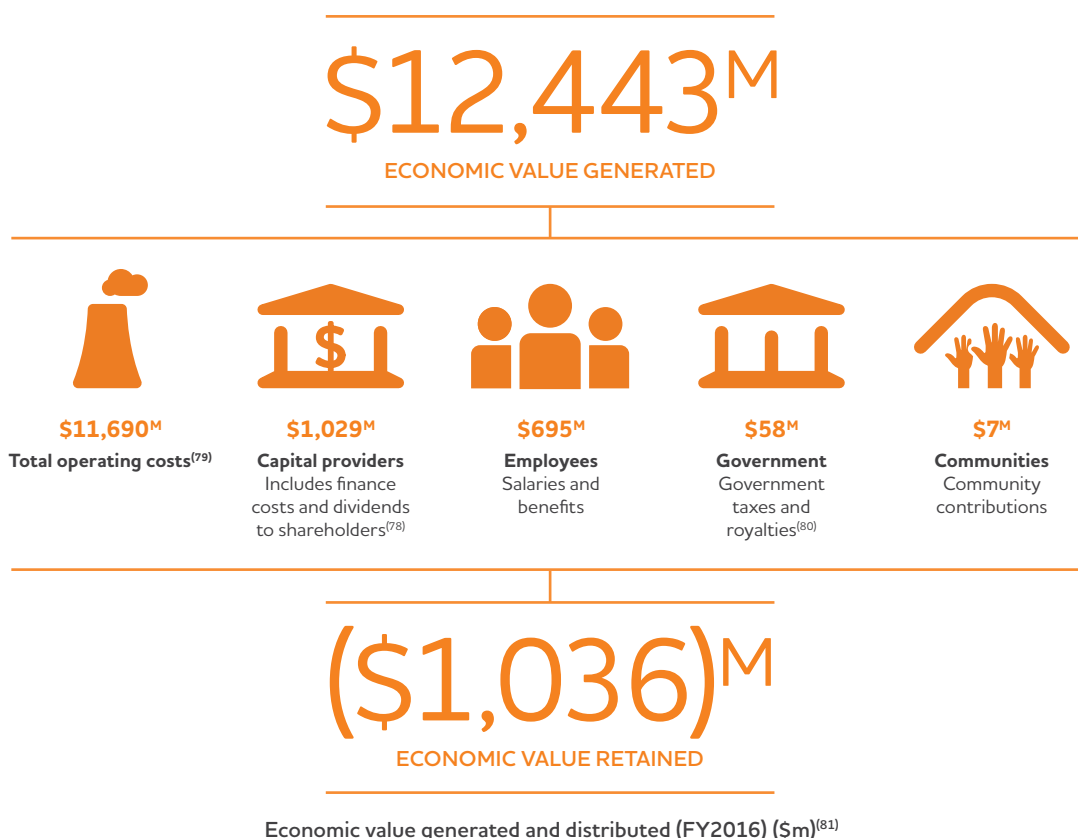 $12,443M
ECONOMIC VALUE GENERATED
$
$11,690M
Total operating costs(79)
$1,029M
Capital providers
Includes finance
costs and dividends
to shareholders(78)
$695M
Employees
Salaries and
benefits
$58M
Government
Government
taxes and
royalties(80)
$7M
Communities
Community
contributions
($1,036)M
ECONOMIC VALUE RETAINED
Economic value generated and distributed (FY2016) ($m)(81)